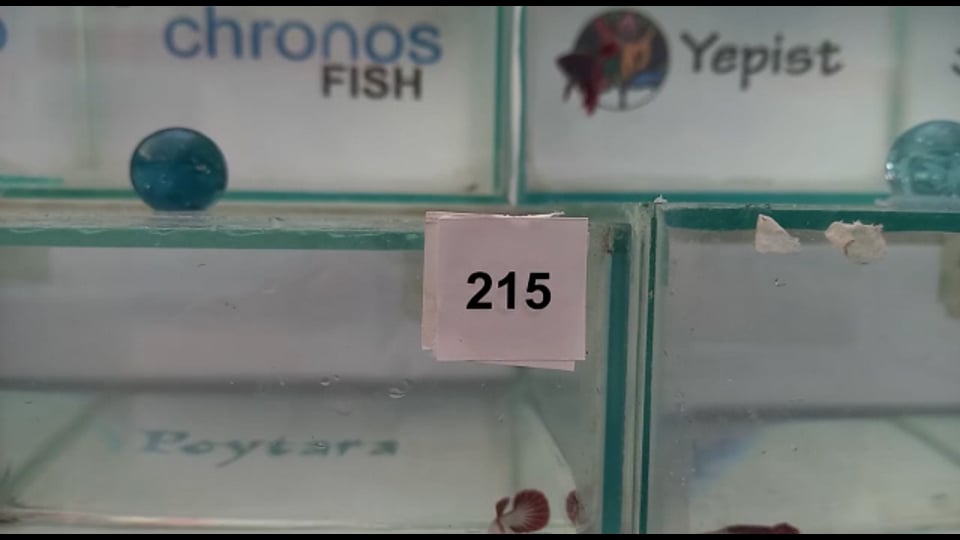 chronos
FISH
Yepist
215
Poytara